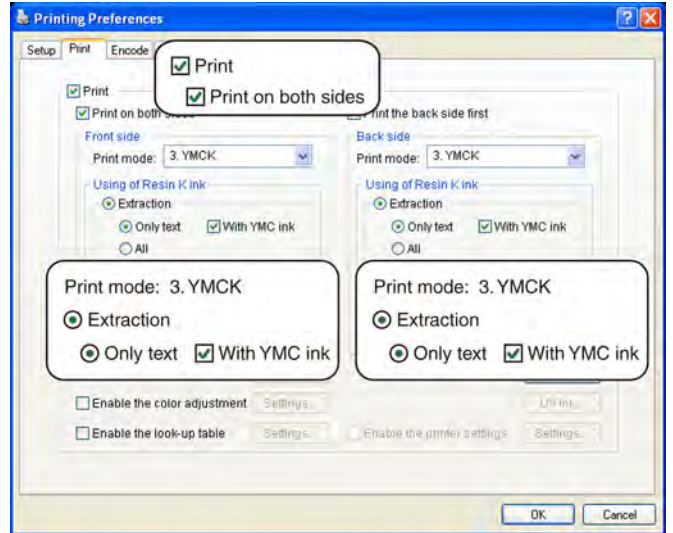 Printing Preferences
Setup Print Encode
Print
Print on both sides
Print
Print on both sides Print the back side first
Front side Back side
Print mode: 3. YMCK Print mode: 3. YMCK
Using of Resin K ink Using of Resin K ink
Extraction Extraction
Only text With YMC ink Only text With YMC ink
All All
Print mode: 3. YMCK Print mode: 3. YMCK
Extraction Extraction
Only text With YMC ink Only text With YMC ink
Enable the color adjustment Settings... UV ink...
Enable the look-up table Settings... Enable the printer settings Settings...
OK Cancel